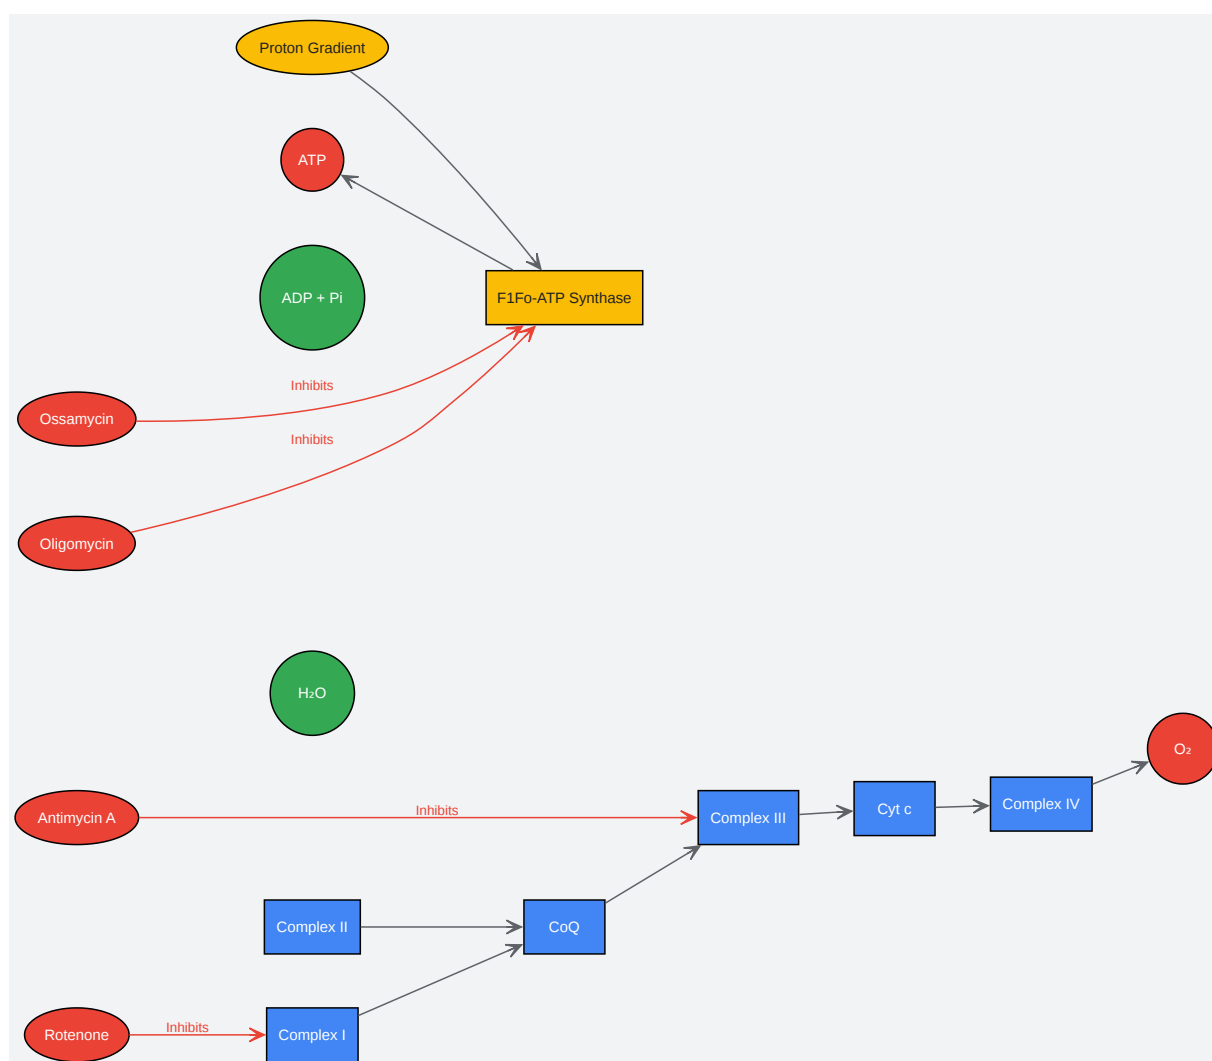 Proton Gradient
ATP
ADP + Pi
F1Fo-ATP Synthase
Inhibits
Ossamycin
Inhibits
Oligomycin
H₂O
O₂
Antimycin A
Inhibits
Complex III
Cyt c
Complex IV
Complex II
CoQ
Rotenone
Inhibits
Complex I